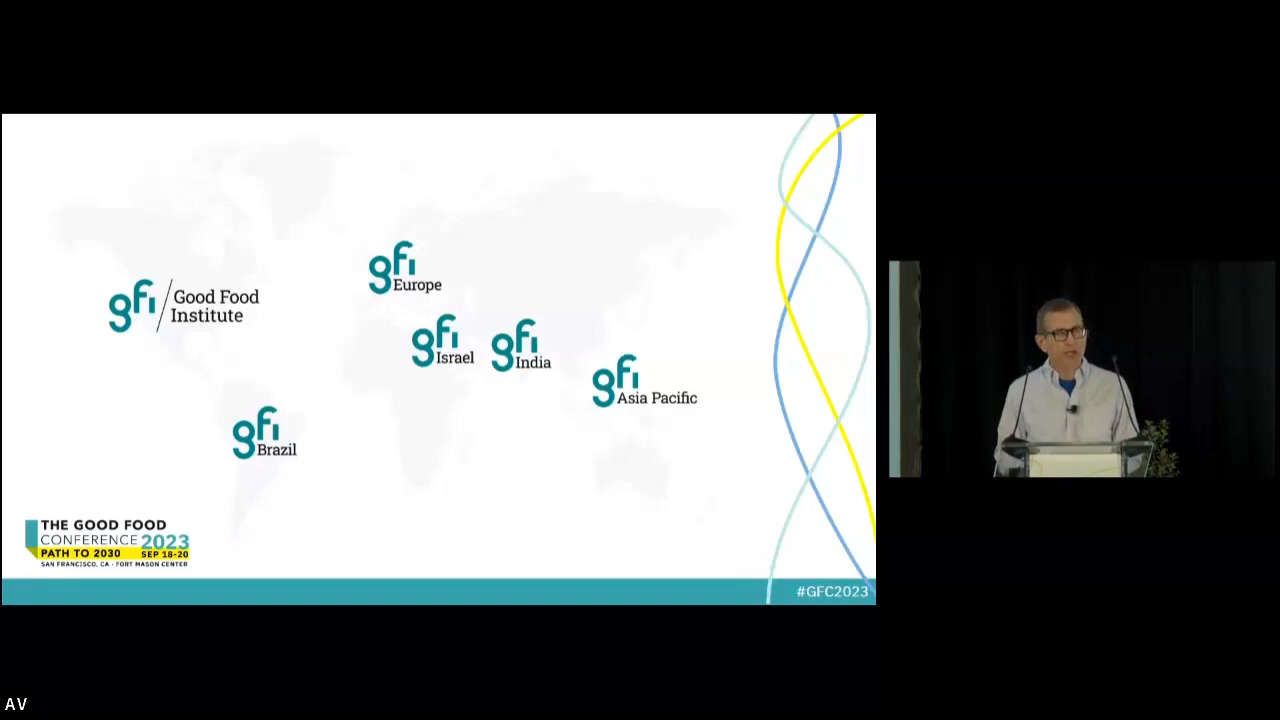 gfi / Good Food
Institute
gfi Europe
gfi Israel
gfi India
gfi Asia Pacific
gfi Brazil
THE GOOD FOOD
CONFERENCE 2023
PATH TO 2030 SEP 18-20
SAN FRANCISCO, CA - FORT MASON CENTER
#GFC2023
AV